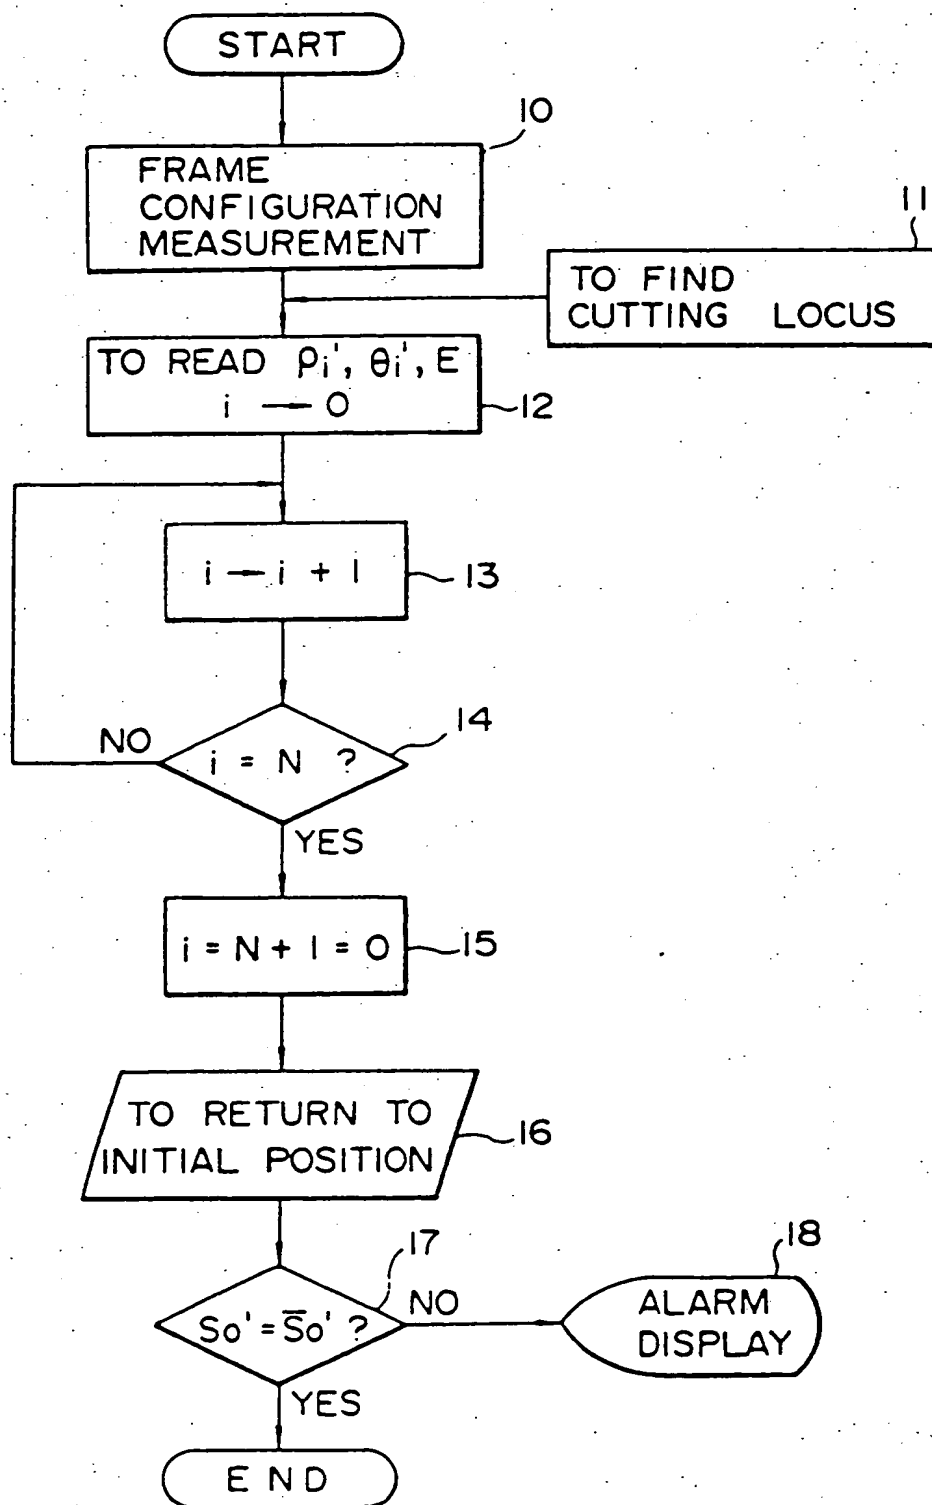 START
10
FRAME
CONFIGURATION
MEASUREMENT
11
TO FIND
CUTTING LOCUS
TO READ ρi', θi', E
i → 0
12
i → i + 1
13
14
NO
i = N ?
YES
i = N + 1 = 0
15
TO RETURN TO
INITIAL POSITION
16
17
18
So' = S̅o' ?
NO
ALARM
DISPLAY
YES
END